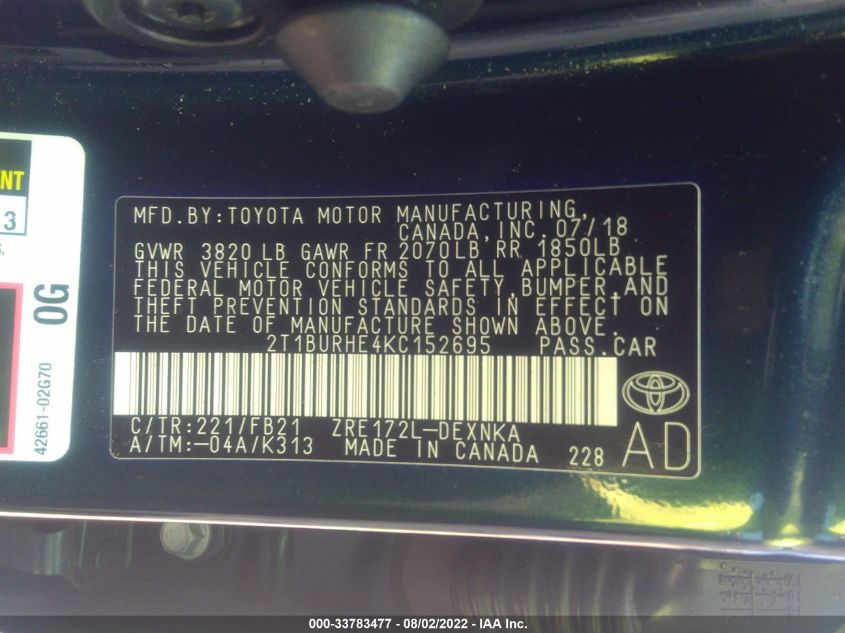 NT
3
OG
42661-02G70
MFD.BY:TOYOTA MOTOR MANUFACTURING,
CANADA,INC. 07/18
GVWR 3820 LB GAWR FR 2070LB RR 1850LB
THIS VEHICLE CONFORMS TO ALL APPLICABLE
FEDERAL MOTOR VEHICLE SAFETY,BUMPER,AND
THEFT PREVENTION STANDARDS IN EFFECT ON
THE DATE OF MANUFACTURE SHOWN ABOVE.
2T1BURHE4KC152695 PASS.CAR
C/TR:221/FB21 ZRE172L-DEXNKA
A/TM:-04A/K313 MADE IN CANADA 228 AD
000-33783477 - 08/02/2022 - IAA Inc.